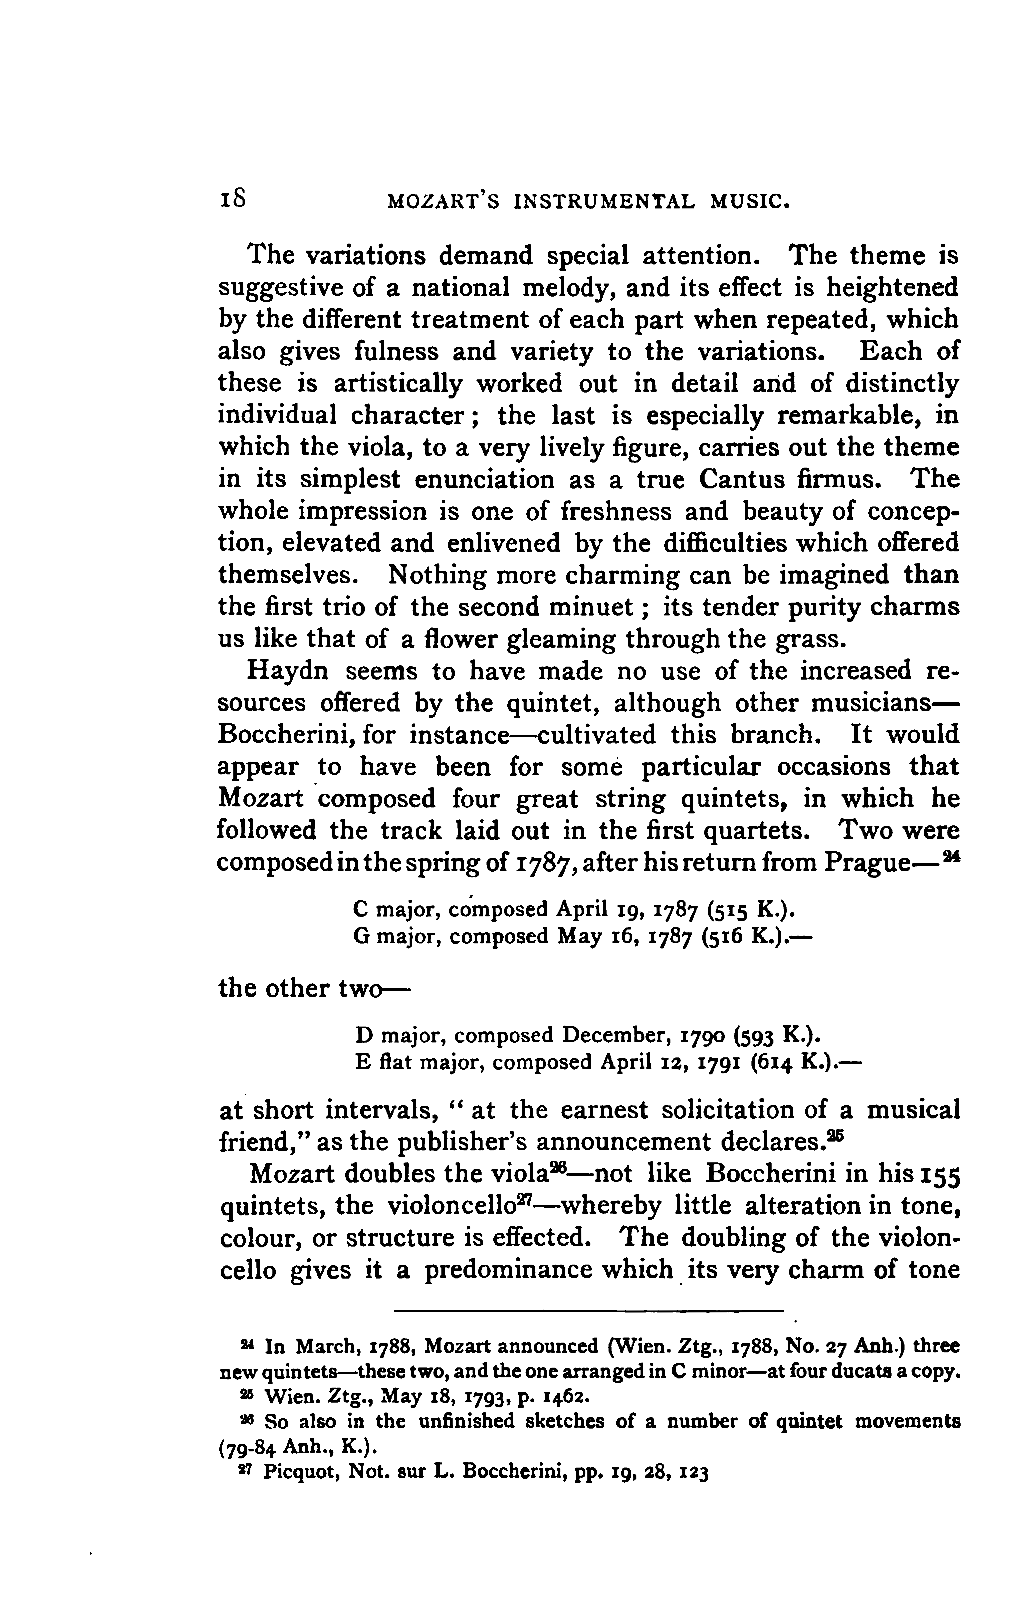 18 MOZART'S INSTRUMENTAL MUSIC.
The variations demand special attention. The theme is
suggestive of a national melody, and its effect is heightened
by the different treatment of each part when repeated, which
also gives fulness and variety to the variations. Each of
these is artistically worked out in detail and of distinctly
individual character; the last is especially remarkable, in
which the viola, to a very lively figure, carries out the theme
in its simplest enunciation as a true Cantus firmus. The
whole impression is one of freshness and beauty of concep-
tion, elevated and enlivened by the difficulties which offered
themselves. Nothing more charming can be imagined than
the first trio of the second minuet; its tender purity charms
us like that of a flower gleaming through the grass.
Haydn seems to have made no use of the increased re-
sources offered by the quintet, although other musicians—
Boccherini, for instance—cultivated this branch. It would
appear to have been for some particular occasions that
Mozart composed four great string quintets, in which he
followed the track laid out in the first quartets. Two were
composed in the spring of 1787, after his return from Prague—²⁴
C major, composed April 19, 1787 (515 K.).
G major, composed May 16, 1787 (516 K.).—
the other two—
D major, composed December, 1790 (593 K.).
E flat major, composed April 12, 1791 (614 K.).—
at short intervals, "at the earnest solicitation of a musical
friend," as the publisher's announcement declares.²⁵
Mozart doubles the viola²⁶—not like Boccherini in his 155
quintets, the violoncello²⁷—whereby little alteration in tone,
colour, or structure is effected. The doubling of the violon-
cello gives it a predominance which its very charm of tone
²⁴ In March, 1788, Mozart announced (Wien. Ztg., 1788, No. 27 Anh.) three
new quintets—these two, and the one arranged in C minor—at four ducats a copy.
²⁵ Wien. Ztg., May 18, 1793, p. 1462.
²⁶ So also in the unfinished sketches of a number of quintet movements
(79-84 Anh., K.).
²⁷ Picquot, Not. sur L. Boccherini, pp. 19, 28, 123